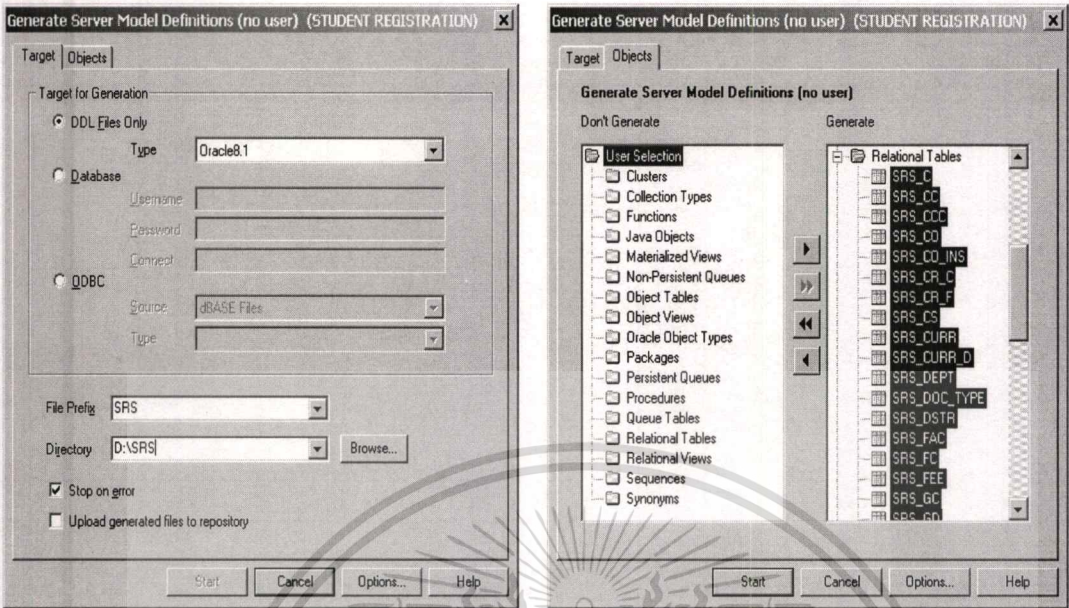 Generate Server Model Definitions (no user) (STUDENT REGISTRATION)
Target
Objects
Target for Generation
DDL Files Only
Type
Oracle8.1
Database
Username
Password
Connect
ODBC
Source
dBASE Files
Type
File Prefix
SRS
Directory
D:\SRS
Browse...
Stop on error
Upload generated files to repository
Start
Cancel
Options...
Help
Generate Server Model Definitions (no user) (STUDENT REGISTRATION)
Target
Objects
Generate Server Model Definitions (no user)
Don't Generate
User Selection
Clusters
Collection Types
Functions
Java Objects
Materialized Views
Non-Persistent Queues
Object Tables
Object Views
Oracle Object Types
Packages
Persistent Queues
Procedures
Queue Tables
Relational Tables
Relational Views
Sequences
Synonyms
Generate
Relational Tables
SRS_C
SRS_CC
SRS_CCC
SRS_CO
SRS_CO_INS
SRS_CR_C
SRS_CR_F
SRS_CS
SRS_CURR
SRS_CURR_D
SRS_DEPT
SRS_DOC_TYPE
SRS_DSTR
SRS_FAC
SRS_FC
SRS_FEE
SRS_GC
Start
Cancel
Options...
Help